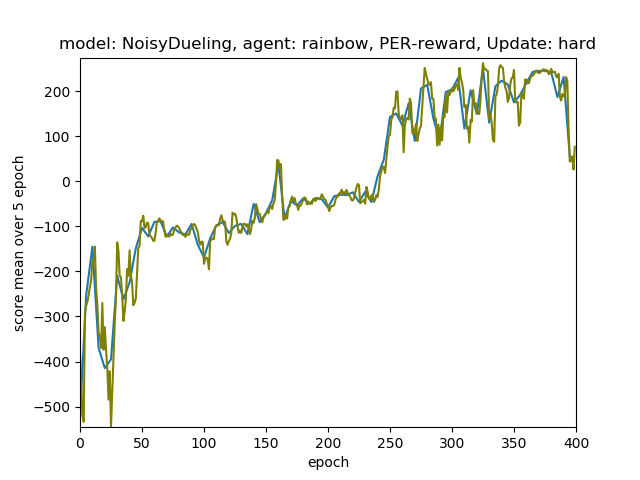 model: NoisyDueling, agent: rainbow, PER-reward, Update: hard
score mean over 5 epoch
200
100
0
−100
−200
−300
−400
−500
0 50 100 150 200 250 300 350 400
epoch